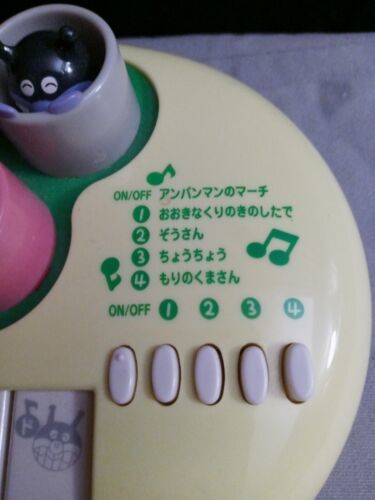 ON/OFF アンパンマンのマーチ
1 おおきなくりのきのしたで
2 ぞうさん
3 ちょうちょう
4 もりのくまさん
ON/OFF 1 2 3 4
ド